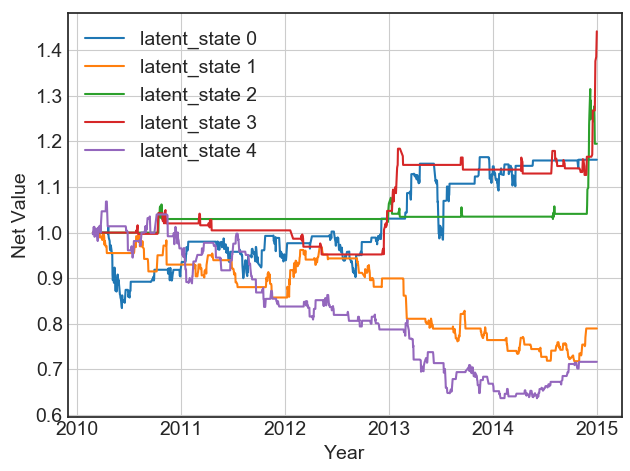 latent_state 0
latent_state 1
latent_state 2
latent_state 3
latent_state 4
1.4
1.3
1.2
1.1
1.0
0.9
0.8
0.7
0.6
Net Value
2010 2011 2012 2013 2014 2015
Year